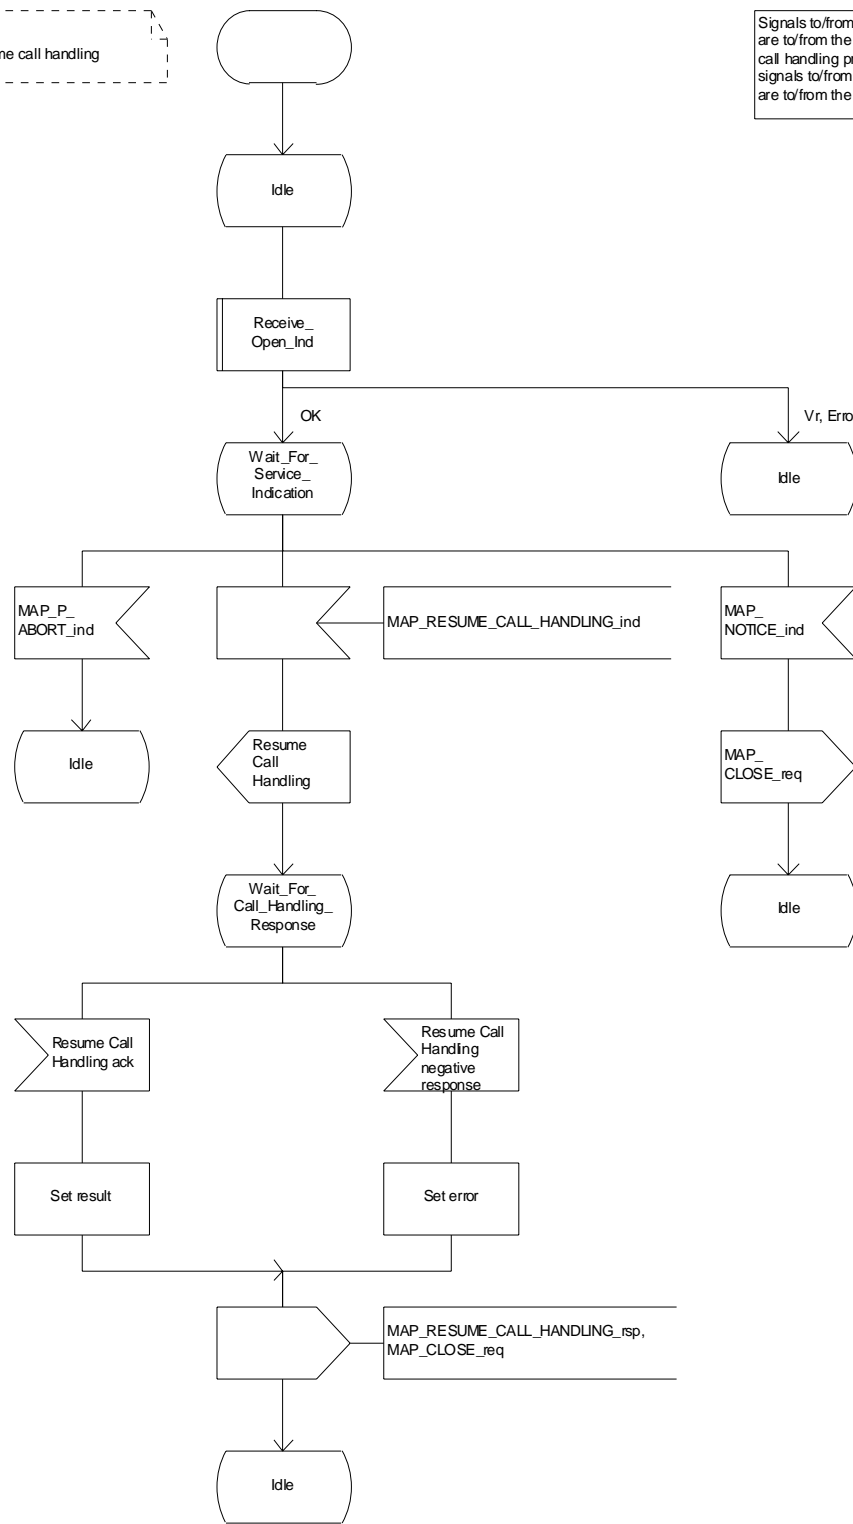 call handling
Signals to/from
are to/from the
call handling
signals to/from
are to/from the
Idle
Receive_
Open_Ind
OK
Vr,
Wait_For_
Service_
Indication
Idle
MAP_P_
ABORT_ind
MAP_RESUME_CALL_HANDLING_ind
MAP_
NOTICE_ind
Idle
Resume
Call
Handling
MAP_
CLOSE_req
Wait_For_
Call_Handling_
Response
Idle
Resume Call
Handling ack
Resume Call
Handling
negative
response
Set result
Set error
MAP_RESUME_CALL_HANDLING_rsp,
MAP_CLOSE_req
Idle